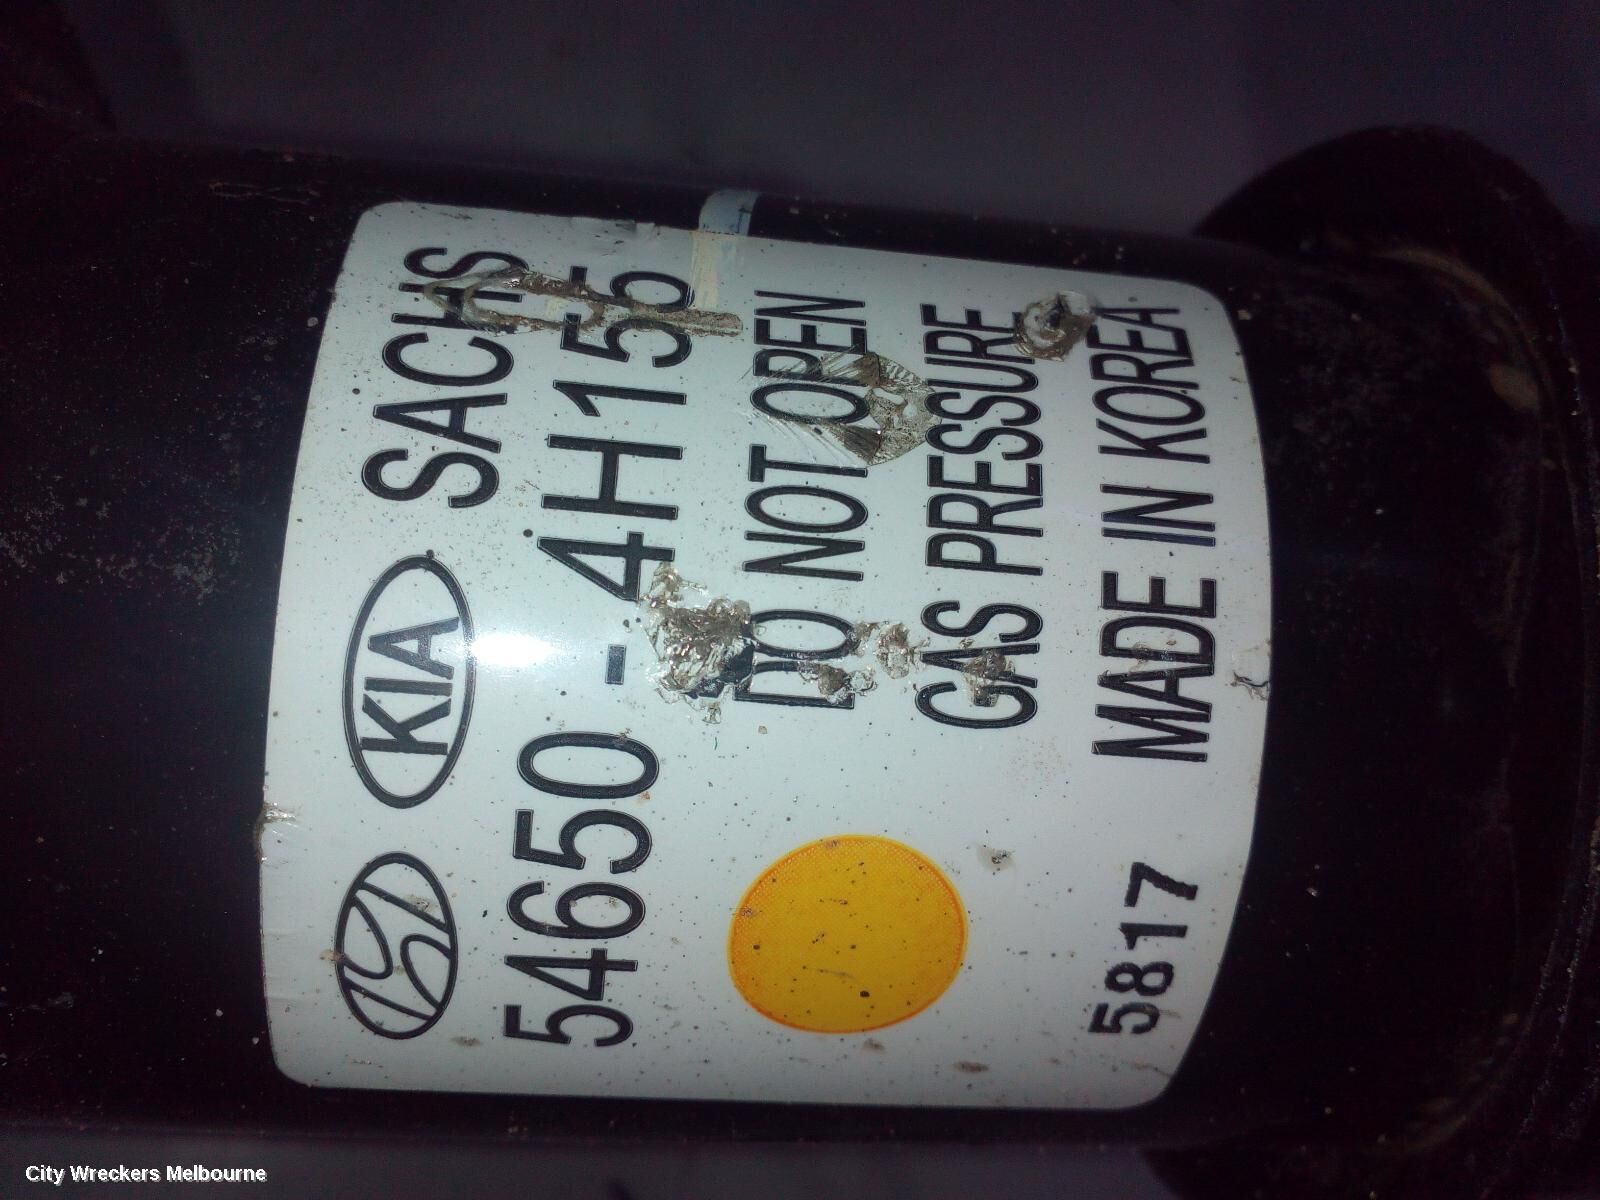 KIA SACHS
54650 - 4H155
DO NOT OPEN
GAS PRESSURE
5817 MADE IN KOREA
City Wreckers Melbourne